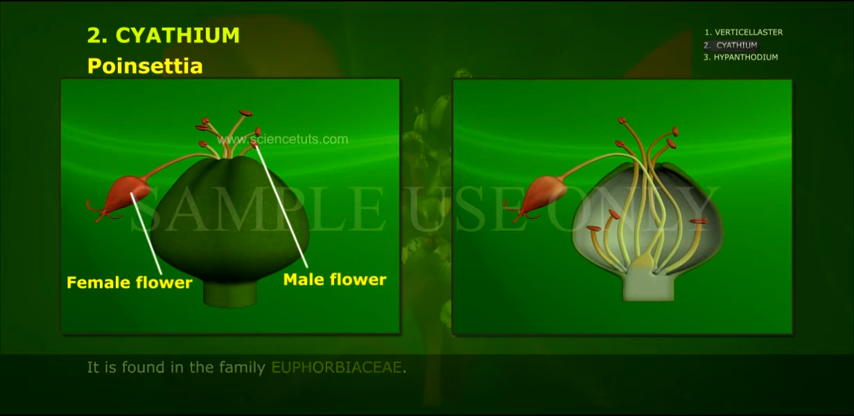 2. CYATHIUM
Poinsettia
1. VERTICELLASTER
2. CYATHIUM
3. HYPANTHODIUM
www.sciencetuts.com
SAMPLE USE ONLY
Female flower
Male flower
It is found in the family EUPHORBIACEAE.